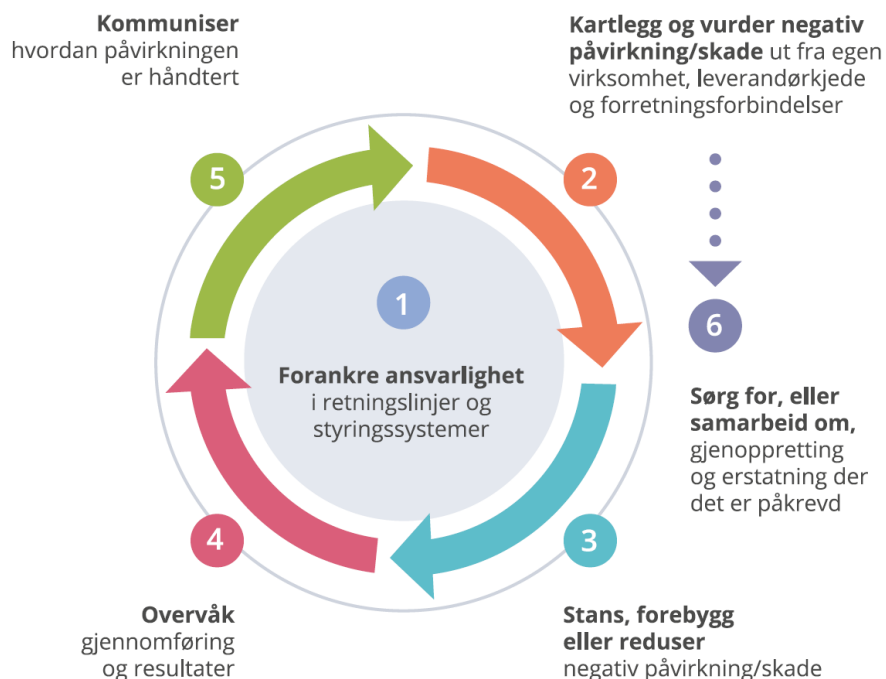 Kommuniser
hvordan påvirkningen
er håndtert
5
Kartlegg og vurder negativ
påvirkning/skade ut fra egen
virksomhet, leverandørkjede
og forretningsforbindelser
2
1
Forankre ansvarlighet
i retningslinjer og
styringssystemer
6
Sørg for, eller
samarbeid om,
gjenoppretting
og erstatning der
det er påkrevd
4
Overvåk
gjennomføring
og resultater
3
Stans, forebygg
eller reduser
negativ påvirkning/skade